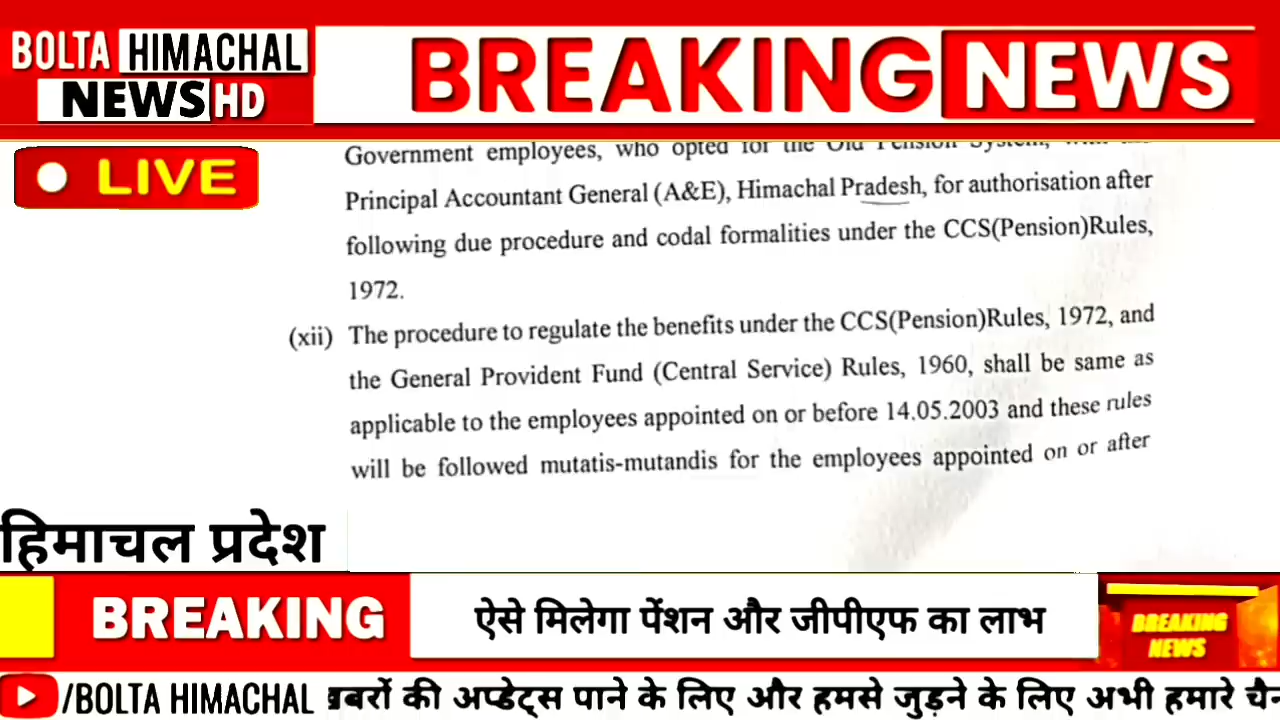 BOLTA HIMACHAL
NEWS HD
BREAKING NEWS
LIVE
Government employees, who opted for the Old Pension System,
Principal Accountant General (A&E), Himachal Pradesh, for authorisation after
following due procedure and codal formalities under the CCS(Pension)Rules,
1972.
(xii) The procedure to regulate the benefits under the CCS(Pension)Rules, 1972, and
the General Provident Fund (Central Service) Rules, 1960, shall be same as
applicable to the employees appointed on or before 14.05.2003 and these rules
will be followed mutatis-mutandis for the employees appointed on or after
हिमाचल प्रदेश
BREAKING
ऐसे मिलेगा पेंशन और जीपीएफ का लाभ
BREAKING
NEWS
/BOLTA HIMACHAL
की अप्डेट्स पाने के लिए और हमसे जुड़ने के लिए अभी हमारे